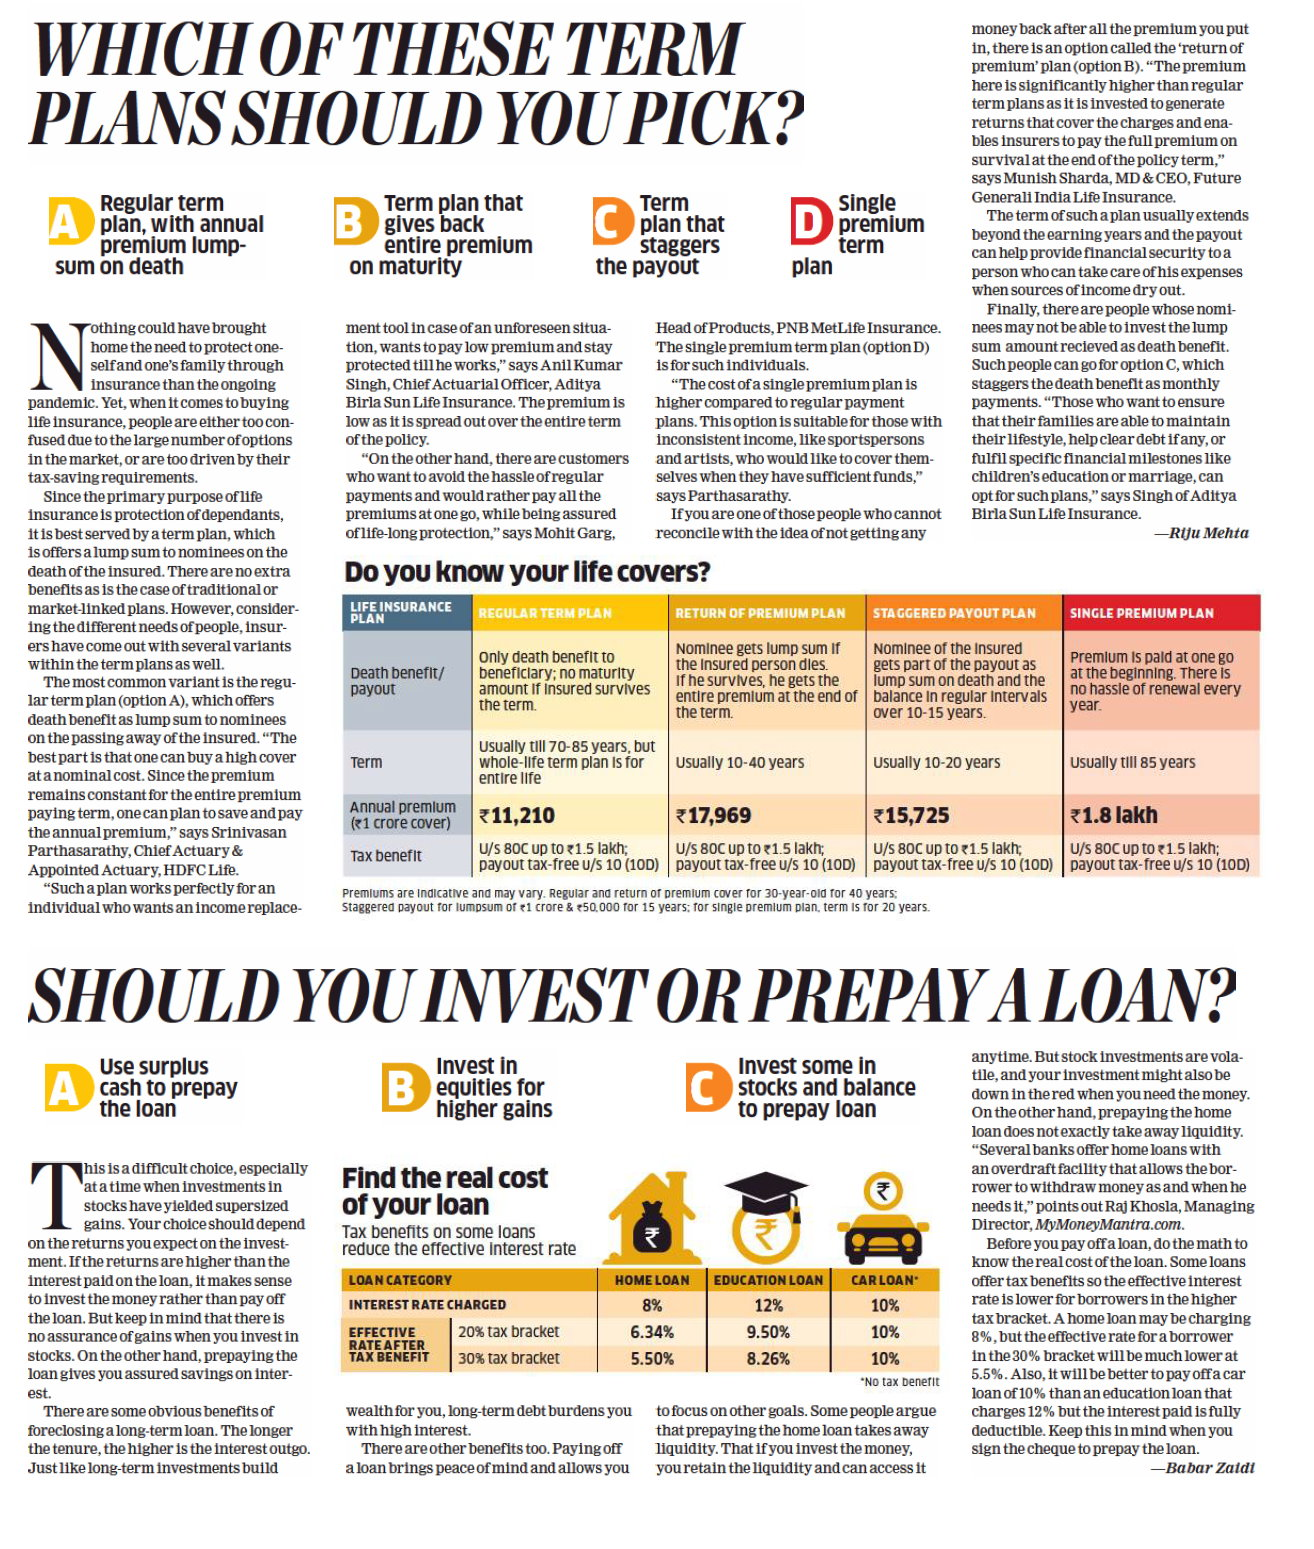 WHICH OF THESE TERM
PLANS SHOULD YOU PICK?
A Regular term
plan, with annual
premium lump-
sum on death
B Term plan that
gives back
entire premium
on maturity
C Term
plan that
staggers
the payout
D Single
premium
term
plan
Nothing could have brought
home the need to protect one-
self and one's family through
insurance than the ongoing
pandemic. Yet, when it comes to buying
life insurance, people are either too con-
fused due to the large number of options
in the market, or are too driven by their
tax-saving requirements.
Since the primary purpose of life
insurance is protection of dependants,
it is best served by a term plan, which
is offers a lump sum to nominees on the
death of the insured. There are no extra
benefits as is the case of traditional or
market-linked plans. However, consider-
ing the different needs of people, insur-
ers have come out with several variants
within the term plans as well.
The most common variant is the regu-
lar term plan (option A), which offers
death benefit as lump sum to nominees
on the passing away of the insured. "The
best part is that one can buy a high cover
at a nominal cost. Since the premium
remains constant for the entire premium
paying term, one can plan to save and pay
the annual premium," says Srinivasan
Parthasarathy, Chief Actuary &
Appointed Actuary, HDFC Life.
"Such a plan works perfectly for an
individual who wants an income replace-
ment tool in case of an unforeseen situa-
tion, wants to pay low premium and stay
protected till he works," says Anil Kumar
Singh, Chief Actuarial Officer, Aditya
Birla Sun Life Insurance. The premium is
low as it is spread out over the entire term
of the policy.
"On the other hand, there are customers
who want to avoid the hassle of regular
payments and would rather pay all the
premiums at one go, while being assured
of life-long protection," says Mohit Garg,
Head of Products, PNB MetLife Insurance.
The single premium term plan (option D)
is for such individuals.
"The cost of a single premium plan is
higher compared to regular payment
plans. This option is suitable for those with
inconsistent income, like sportspersons
and artists, who would like to cover them-
selves when they have sufficient funds,"
says Parthasarathy.
If you are one of those people who cannot
reconcile with the idea of not getting any
money back after all the premium you put
in, there is an option called the 'return of
premium' plan (option B). "The premium
here is significantly higher than regular
term plans as it is invested to generate
returns that cover the charges and ena-
bles insurers to pay the full premium on
survival at the end of the policy term,"
says Munish Sharda, MD & CEO, Future
Generali India Life Insurance.
The term of such a plan usually extends
beyond the earning years and the payout
can help provide financial security to a
person who can take care of his expenses
when sources of income dry out.
Finally, there are people whose nomi-
nees may not be able to invest the lump
sum amount recieved as death benefit.
Such people can go for option C, which
staggers the death benefit as monthly
payments. "Those who want to ensure
that their families are able to maintain
their lifestyle, help clear debt if any, or
fulfil specific financial milestones like
children's education or marriage, can
opt for such plans," says Singh of Aditya
Birla Sun Life Insurance.
—Riju Mehta
Do you know your life covers?
LIFE INSURANCE
PLAN
REGULAR TERM PLAN
RETURN OF PREMIUM PLAN
STAGGERED PAYOUT PLAN
SINGLE PREMIUM PLAN
Death benefit/
payout
Only death benefit to
beneficiary; no maturity
amount if insured survives
the term.
Nominee gets lump sum if
the insured person dies.
If he survives, he gets the
entire premium at the end of
the term.
Nominee of the insured
gets part of the payout as
lump sum on death and the
balance in regular intervals
over 10-15 years.
Premium is paid at one go
at the beginning. There is
no hassle of renewal every
year.
Term
Usually till 70-85 years, but
whole-life term plan is for
entire life
Usually 10-40 years
Usually 10-20 years
Usually till 85 years
Annual premium
(₹1 crore cover)
₹11,210
₹17,969
₹15,725
₹1.8 lakh
Tax benefit
U/s 80C up to ₹1.5 lakh;
payout tax-free u/s 10 (10D)
U/s 80C up to ₹1.5 lakh;
payout tax-free u/s 10 (10D)
U/s 80C up to ₹1.5 lakh;
payout tax-free u/s 10 (10D)
U/s 80C up to ₹1.5 lakh;
payout tax-free u/s 10 (10D)
Premiums are indicative and may vary. Regular and return of premium cover for 30-year-old for 40 years;
Staggered payout for lumpsum of ₹1 crore & ₹50,000 for 15 years; for single premium plan, term is for 20 years.
SHOULD YOU INVEST OR PREPAY A LOAN?
A Use surplus
cash to prepay
the loan
B Invest in
equities for
higher gains
C Invest some in
stocks and balance
to prepay loan
This is a difficult choice, especially
at a time when investments in
stocks have yielded supersized
gains. Your choice should depend
on the returns you expect on the invest-
ment. If the returns are higher than the
interest paid on the loan, it makes sense
to invest the money rather than pay off
the loan. But keep in mind that there is
no assurance of gains when you invest in
stocks. On the other hand, prepaying the
loan gives you assured savings on inter-
est.
There are some obvious benefits of
foreclosing a long-term loan. The longer
the tenure, the higher is the interest outgo.
Just like long-term investments build
Find the real cost
of your loan
Tax benefits on some loans
reduce the effective interest rate
₹
₹
₹
LOAN CATEGORY HOME LOAN EDUCATION LOAN CAR LOAN*
INTEREST RATE CHARGED 8% 12% 10%
EFFECTIVE
RATE AFTER
TAX BENEFIT
20% tax bracket 6.34% 9.50% 10%
30% tax bracket 5.50% 8.26% 10%
*No tax benefit
wealth for you, long-term debt burdens you
with high interest.
There are other benefits too. Paying off
a loan brings peace of mind and allows you
to focus on other goals. Some people argue
that prepaying the home loan takes away
liquidity. That if you invest the money,
you retain the liquidity and can access it
anytime. But stock investments are vola-
tile, and your investment might also be
down in the red when you need the money.
On the other hand, prepaying the home
loan does not exactly take away liquidity.
"Several banks offer home loans with
an overdraft facility that allows the bor-
rower to withdraw money as and when he
needs it," points out Raj Khosla, Managing
Director, MyMoneyMantra.com.
Before you pay off a loan, do the math to
know the real cost of the loan. Some loans
offer tax benefits so the effective interest
rate is lower for borrowers in the higher
tax bracket. A home loan may be charging
8%, but the effective rate for a borrower
in the 30% bracket will be much lower at
5.5%. Also, it will be better to pay off a car
loan of 10% than an education loan that
charges 12% but the interest paid is fully
deductible. Keep this in mind when you
sign the cheque to prepay the loan.
—Babar Zaidi